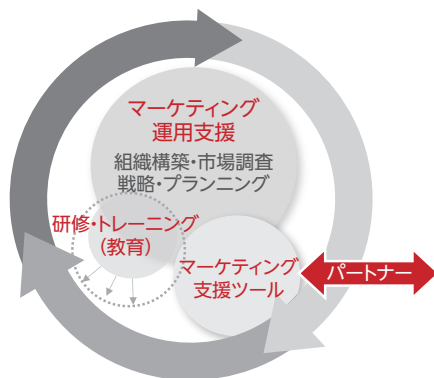 マーケティング
運用支援
組織構築・市場調査
戦略・プランニング
研修・トレーニング
(教育)
マーケティング
支援ツール
パートナー